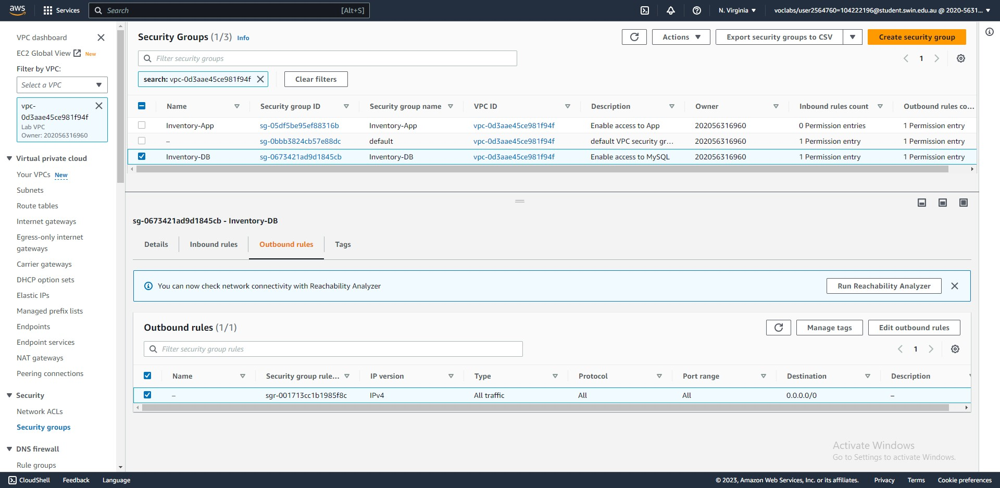 aws Services Search [Alt+S] N. Virginia voclabs/user2564760=104222196@student.swin.edu.au @ 2020-5631...
VPC dashboard
EC2 Global View New
Filter by VPC:
Select a VPC
vpc-
0d3aae45ce981f94f
Lab VPC
Owner: 202056316960
Virtual private cloud
Your VPCs New
Subnets
Route tables
Internet gateways
Egress-only internet
gateways
Carrier gateways
DHCP option sets
Elastic IPs
Managed prefix lists
Endpoints
Endpoint services
NAT gateways
Peering connections
Security
Network ACLs
Security groups
DNS firewall
Rule groups
Security Groups (1/3) Info Actions Export security groups to CSV Create security group
Filter security groups 1
search: vpc-0d3aae45ce981f94f Clear filters
Name Security group ID Security group name VPC ID Description Owner Inbound rules count Outbound rules co...
Inventory-App sg-05df5be95ef88316b Inventory-App vpc-0d3aae45ce981f94f Enable access to App 202056316960 0 Permission entries 1 Permission entry
– sg-0bbb3824cb57e88dc default vpc-0d3aae45ce981f94f default VPC security gr... 202056316960 1 Permission entry 1 Permission entry
Inventory-DB sg-0673421ad9d1845cb Inventory-DB vpc-0d3aae45ce981f94f Enable access to MySQL 202056316960 1 Permission entry 1 Permission entry
sg-0673421ad9d1845cb - Inventory-DB
Details Inbound rules Outbound rules Tags
You can now check network connectivity with Reachability Analyzer Run Reachability Analyzer
Outbound rules (1/1) Manage tags Edit outbound rules
Filter security group rules 1
Name Security group rule... IP version Type Protocol Port range Destination Description
– sgr-001713cc1b1985f8c IPv4 All traffic All All 0.0.0.0/0 –
Activate Windows
Go to Settings to activate Windows.
CloudShell Feedback Language © 2023, Amazon Web Services, Inc. or its affiliates. Privacy Terms Cookie preferences